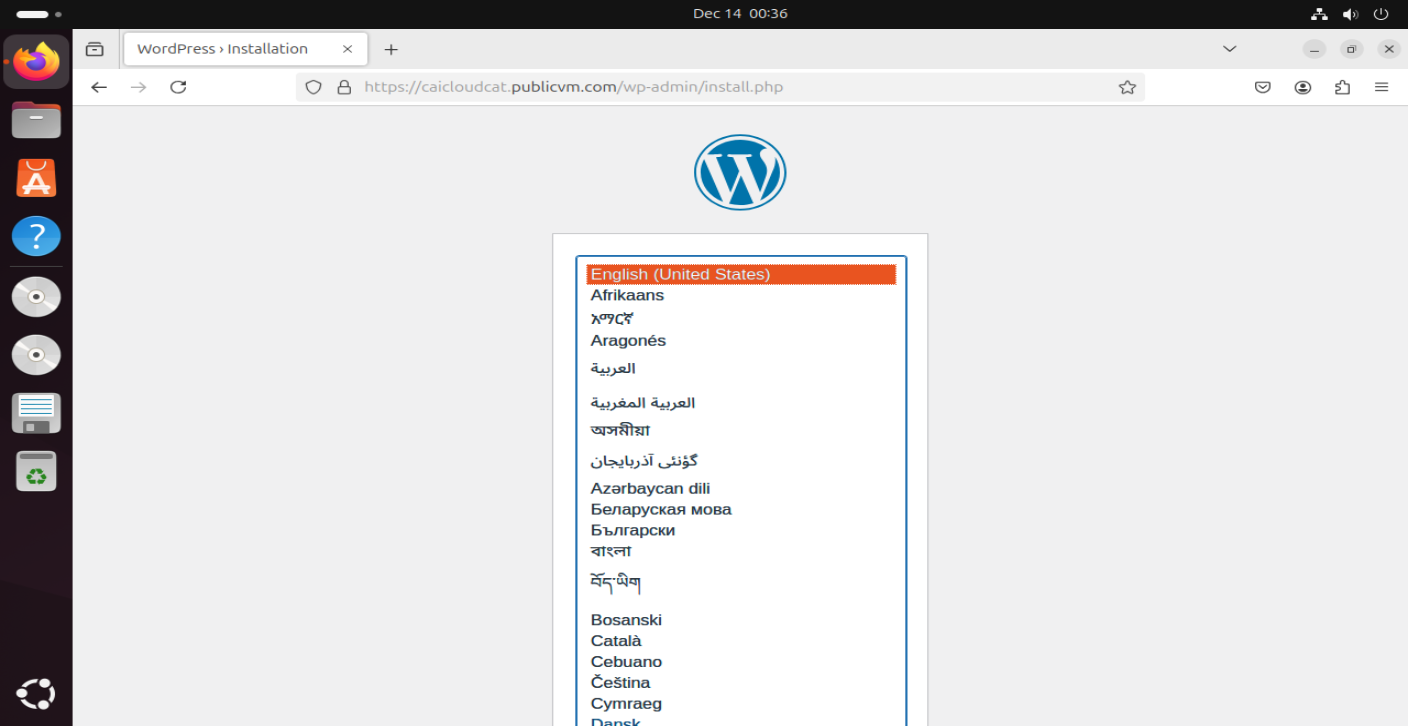 Dec 14 00:36
WordPress › Installation
https://caicloudcat.publicvm.com/wp-admin/install.php
English (United States)
Afrikaans
አማርኛ
Aragonés
العربية
العربية المغربية
অসমীয়া
گؤنئی آذربایجان
Azərbaycan dili
Беларуская мова
Български
বাংলা
བོད་ཡིག
Bosanski
Català
Cebuano
Čeština
Cymraeg
Dansk